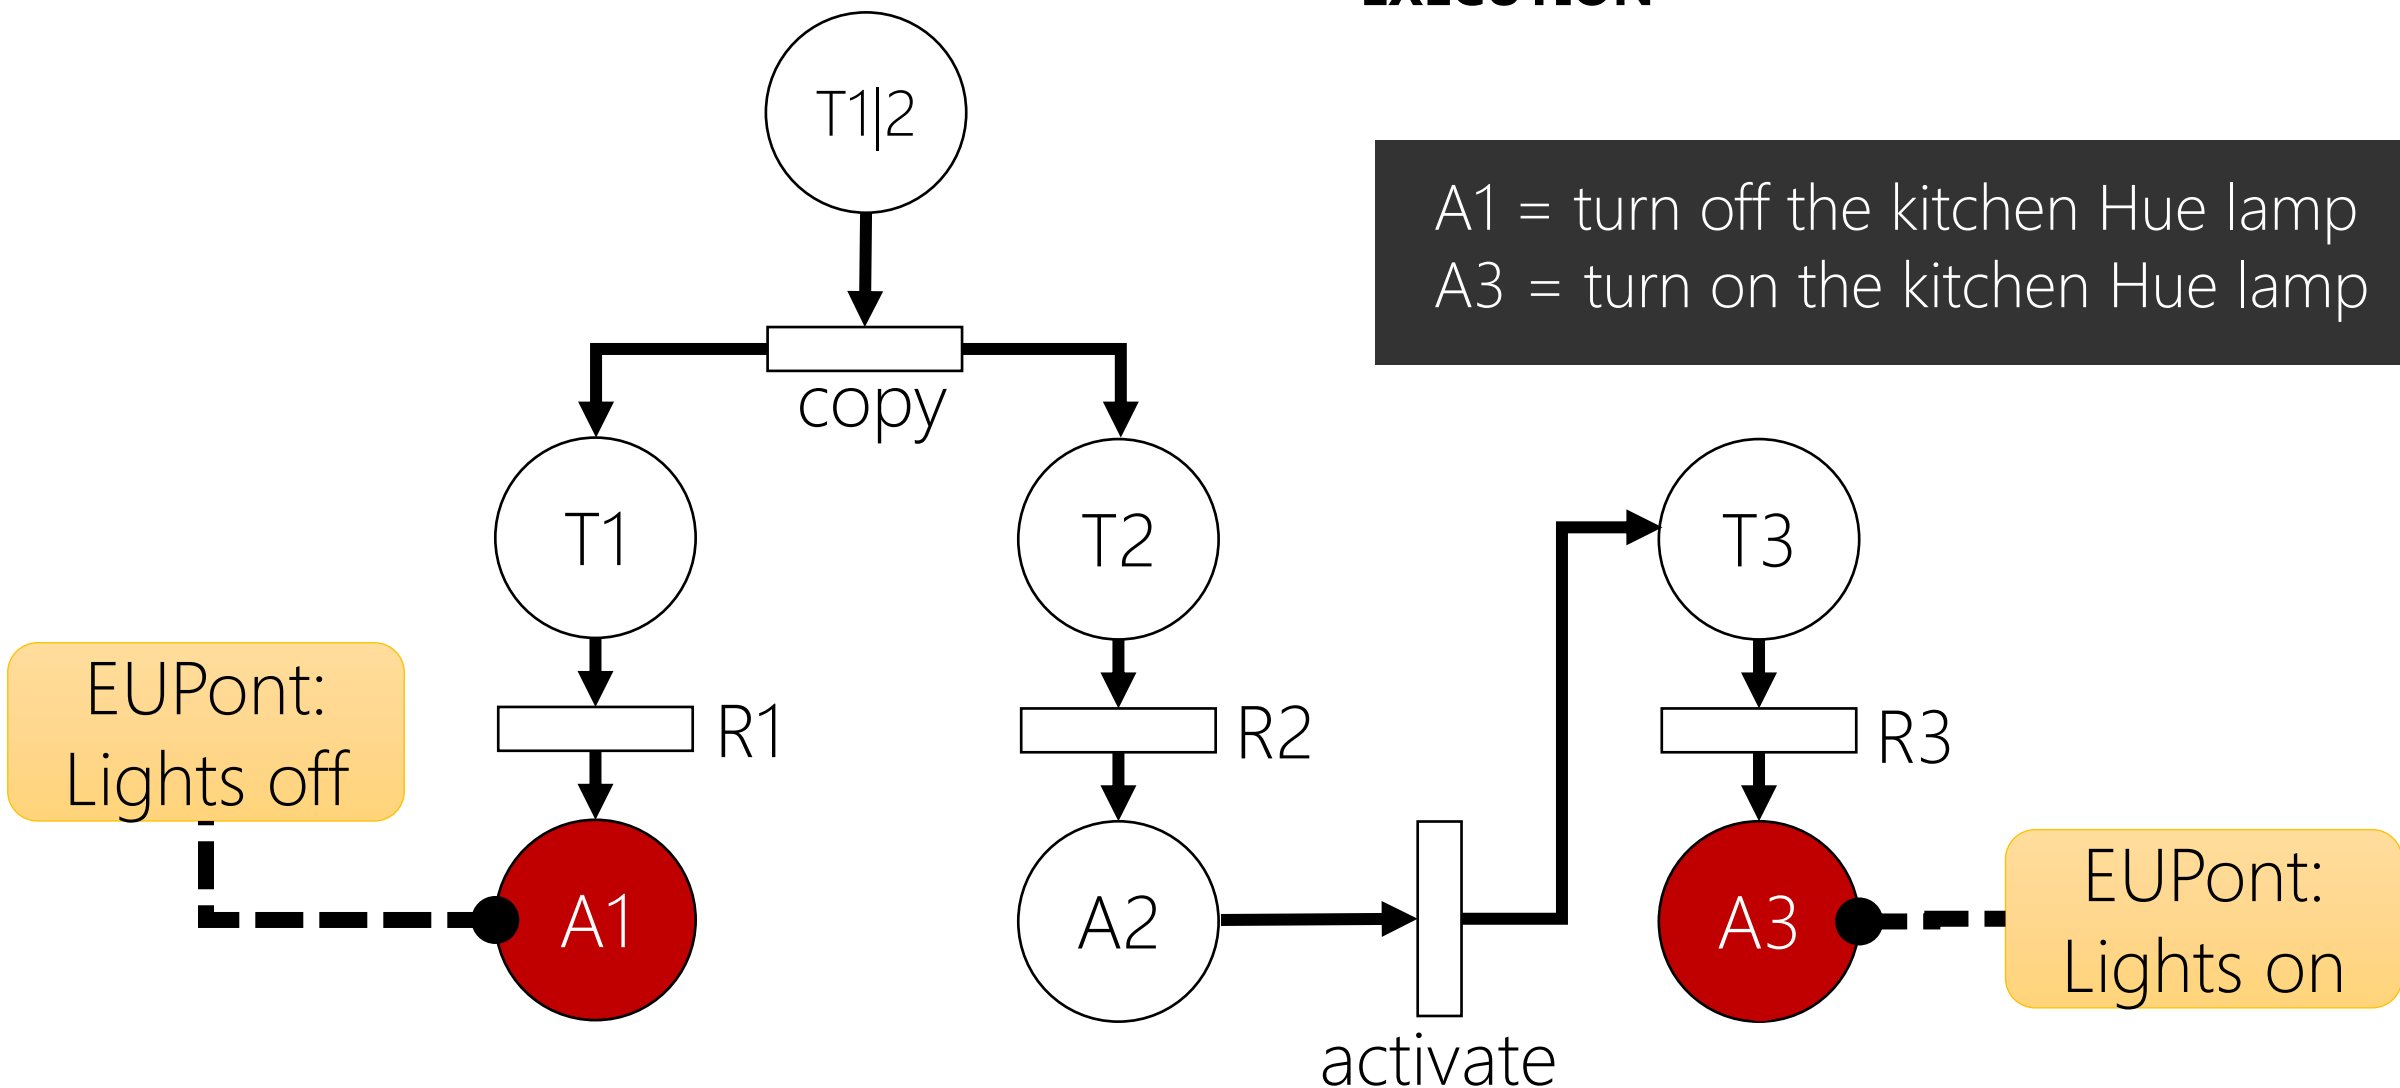 EXECUTION
T1|2
A1 = turn off the kitchen Hue lamp
A3 = turn on the kitchen Hue lamp
copy
T1
T2
T3
EUPont:
Lights off
R1
R2
R3
A1
A2
A3
EUPont:
Lights on
activate